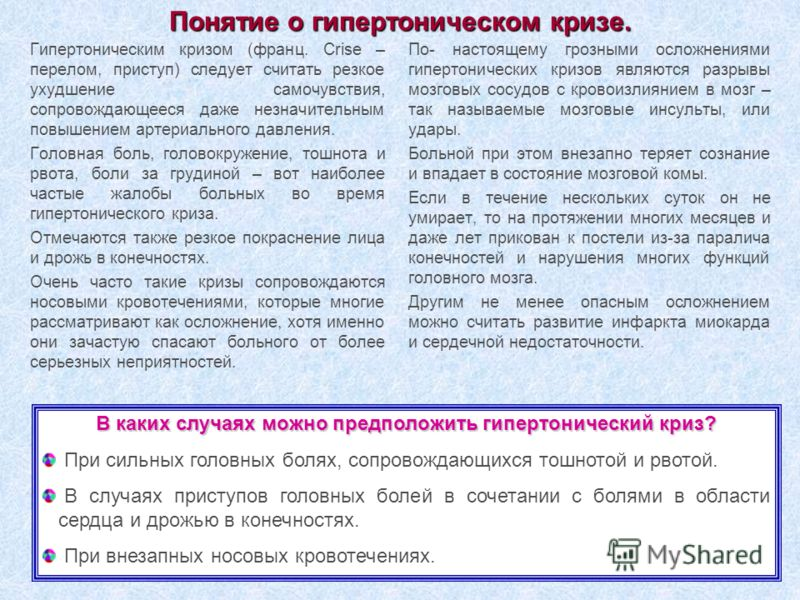 Понятие о гипертоническом кризе.
Гипертоническим кризом (франц. Crise –
перелом, приступ) следует считать резкое
ухудшение самочувствия,
сопровождающееся даже незначительным
повышением артериального давления.
Головная боль, головокружение, тошнота и
рвота, боли за грудиной – вот наиболее
частые жалобы больных во время
гипертонического криза.
Отмечаются также резкое покраснение лица
и дрожь в конечностях.
Очень часто такие кризы сопровождаются
носовыми кровотечениями, которые многие
рассматривают как осложнение, хотя именно
они зачастую спасают больного от более
серьезных неприятностей.
По- настоящему грозными осложнениями
гипертонических кризов являются разрывы
мозговых сосудов с кровоизлиянием в мозг –
так называемые мозговые инсульты, или
удары.
Больной при этом внезапно теряет сознание
и впадает в состояние мозговой комы.
Если в течение нескольких суток он не
умирает, то на протяжении многих месяцев и
даже лет прикован к постели из-за паралича
конечностей и нарушения многих функций
головного мозга.
Другим не менее опасным осложнением
можно считать развитие инфаркта миокарда
и сердечной недостаточности.
В каких случаях можно предположить гипертонический криз?
При сильных головных болях, сопровождающихся тошнотой и рвотой.
В случаях приступов головных болей в сочетании с болями в области
сердца и дрожью в конечностях.
При внезапных носовых кровотечениях.
MyShared